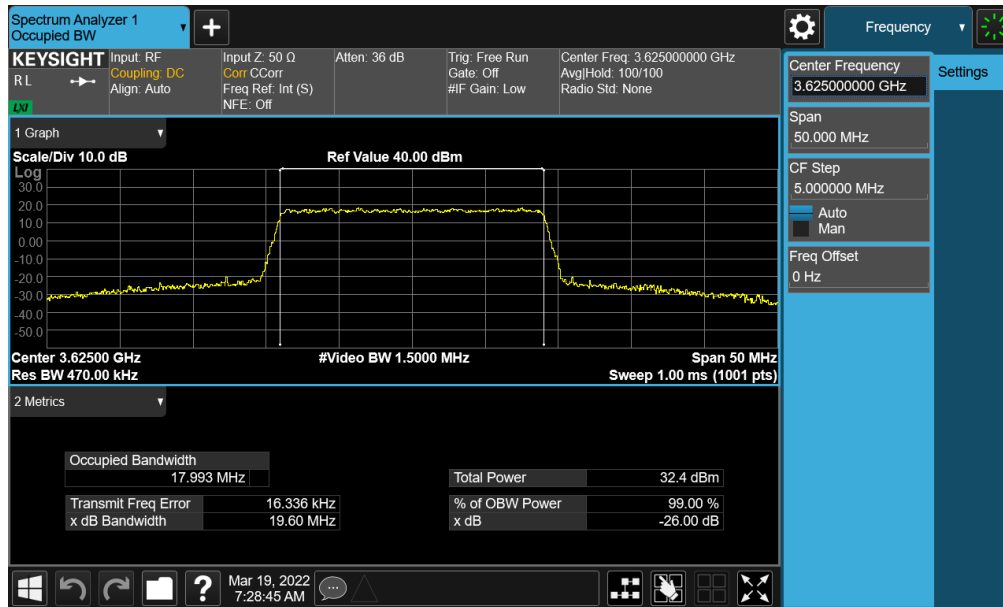 Spectrum Analyzer 1
Occupied BW
+
Frequency
KEYSIGHT
R L
LXI
Input: RF
Coupling: DC
Align: Auto
Input Z: 50 Ω
Corr CCorr
Freq Ref: Int (S)
NFE: Off
Atten: 36 dB
Trig: Free Run
Gate: Off
#IF Gain: Low
Center Freq: 3.625000000 GHz
Avg|Hold: 100/100
Radio Std: None
Center Frequency
3.625000000 GHz
Settings
Span
50.000 MHz
CF Step
5.000000 MHz
Auto
Man
Freq Offset
0 Hz
1 Graph
Scale/Div 10.0 dB
Ref Value 40.00 dBm
Log
30.0
20.0
10.0
0.00
-10.0
-20.0
-30.0
-40.0
-50.0
Center 3.62500 GHz
#Video BW 1.5000 MHz
Span 50 MHz
Res BW 470.00 kHz
Sweep 1.00 ms (1001 pts)
2 Metrics
Occupied Bandwidth
17.993 MHz
Total Power 32.4 dBm
Transmit Freq Error 16.336 kHz
% of OBW Power 99.00 %
x dB Bandwidth 19.60 MHz
x dB -26.00 dB
?
Mar 19, 2022
7:28:45 AM